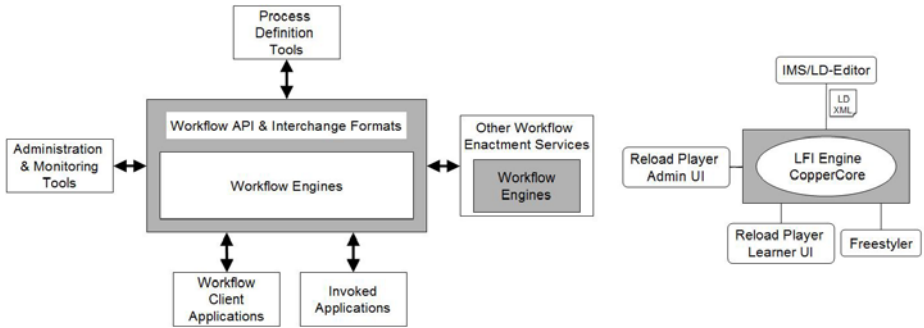 Process
Definition
Tools
Workflow API & Interchange Formats
Workflow Engines
Administration
& Monitoring
Tools
Other Workflow
Enactment Services
Workflow
Engines
Workflow
Client
Applications
Invoked
Applications
IMS/LD-Editor
LD
XML
LFI Engine
CopperCore
Reload Player
Admin UI
Reload Player
Learner UI
Freestyler